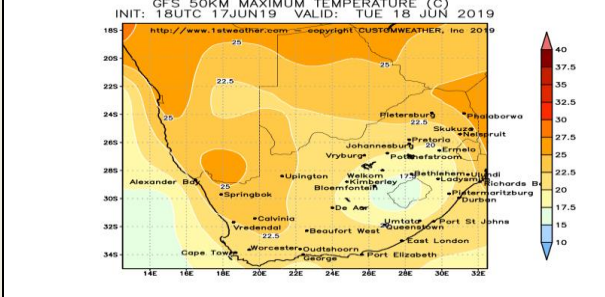 GFS 50KM MAXIMUM TEMPERATURE (C)
INIT: 18UTC 17JUN19 VALID: TUE 18 JUN 2019
http://www.1stweather.com - copyright CUSTOMWEATHER, Inc 2019
18S
20S
22S
24S
26S
28S
30S
32S
34S
14E 16E 18E 20E 22E 24E 26E 28E 30E 32E
25
25
22.5
25
22.5
20
17.5
25
22.5
20
Pietersburg
Phalaborwa
Skukuza
Nelspruit
Pretoria
Johannesburg
Ermelo
Vryburg
Potchefstroom
Alexander Bay
Upington
Welkom
Bethlehem
Ulundi
Kimberley
Ladysmith
Richards Bay
Springbok
Bloemfontein
Pietermaritzburg
Durban
De Aar
Calvinia
Vredendal
Umtata
Port St Johns
Beaufort West
Queenstown
East London
Worcester
Oudtshoorn
Cape Town
George
Port Elizabeth
40
37.5
35
32.5
30
27.5
25
22.5
20
17.5
15
10